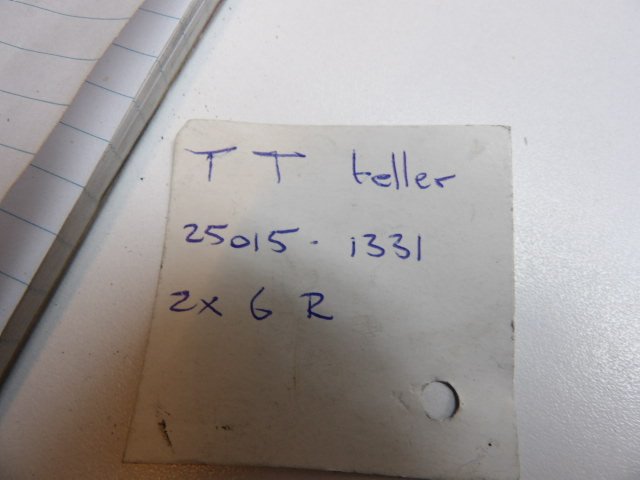 T T teller
25015- 1331
2x 6 R